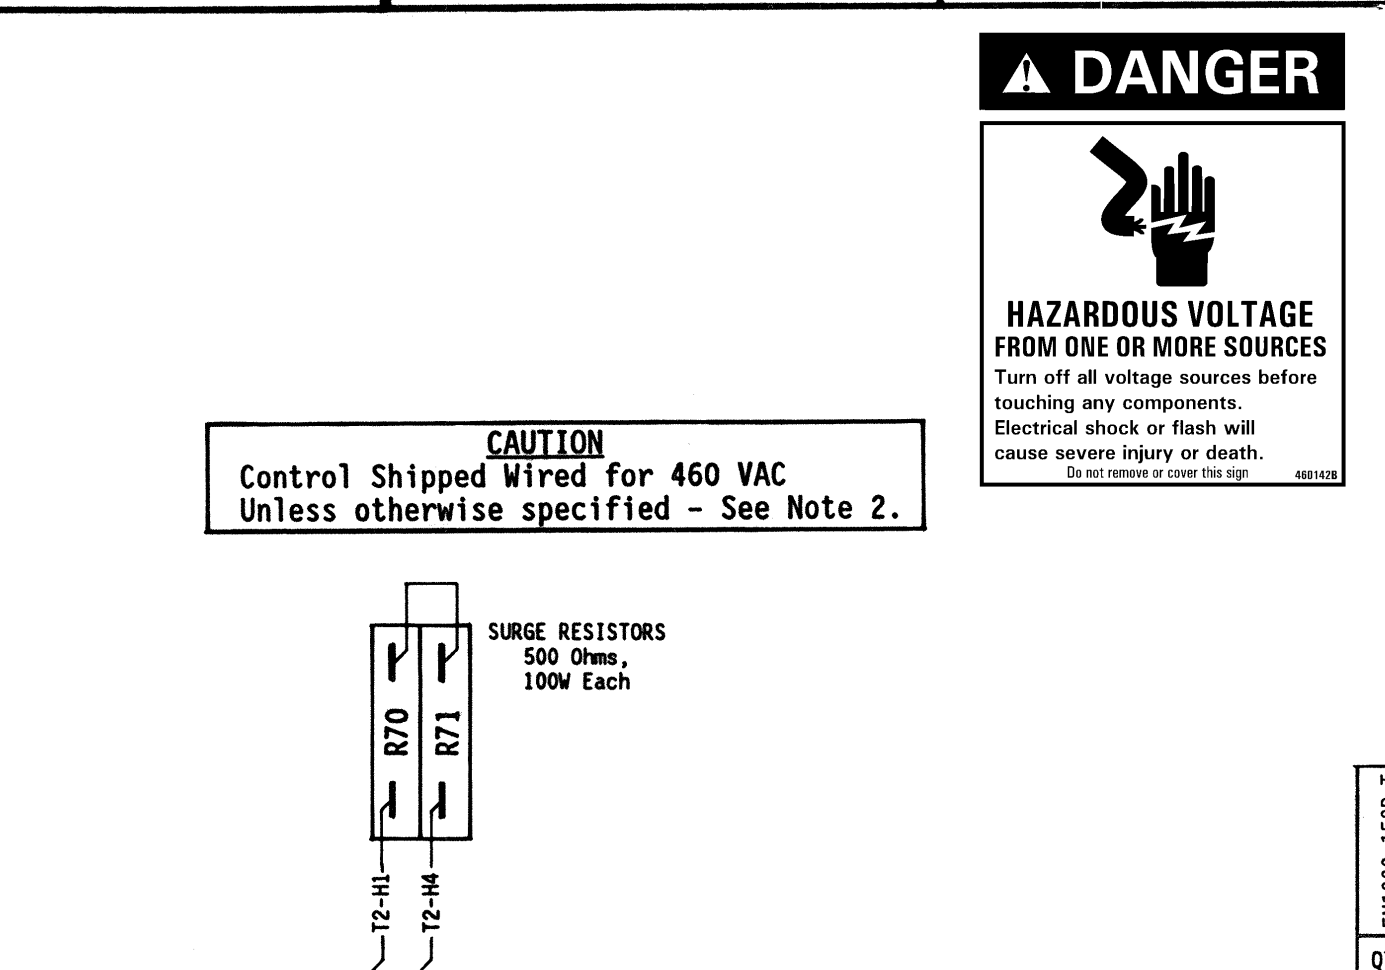 DANGER
HAZARDOUS VOLTAGE
FROM ONE OR MORE SOURCES
Turn off all voltage sources before
touching any components.
Electrical shock or flash will
cause severe injury or death.
Do not remove or cover this sign
460142B
CAUTION
Control Shipped Wired for 460 VAC
Unless otherwise specified - See Note 2.
SURGE RESISTORS
500 Ohms,
100W Each
R70
R71
T2-H1
T2-H4